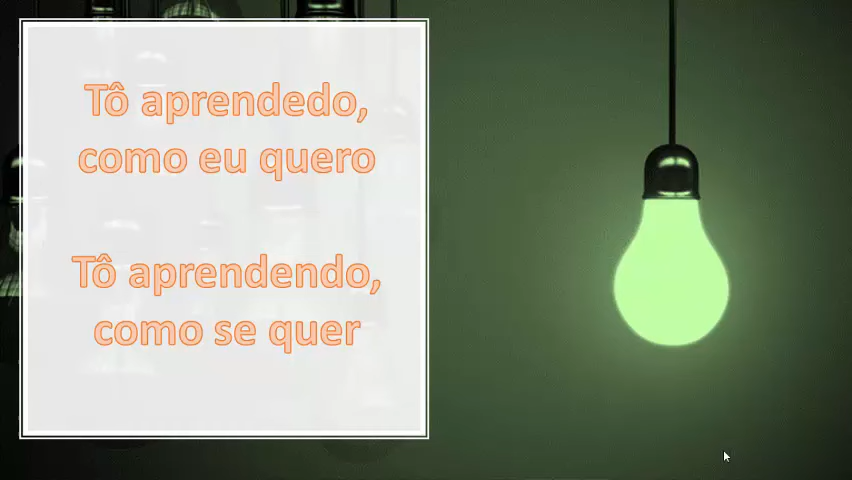 Tô aprendedo,
como eu quero
Tô aprendendo,
como se quer